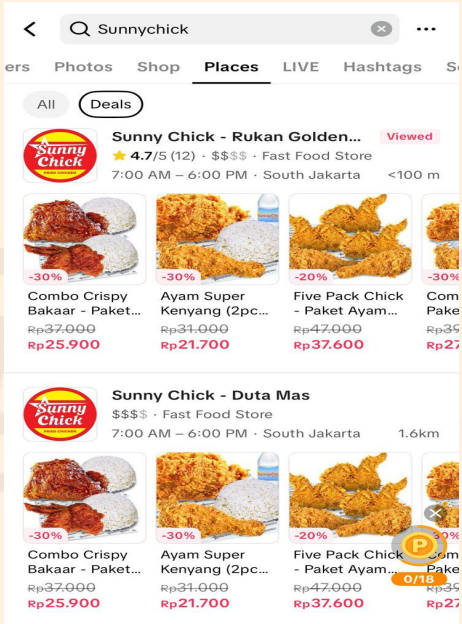 Sunnychick
ers Photos Shop Places LIVE Hashtags
All Deals
Sunny Chick FRIED CHICKEN
Sunny Chick - Rukan Golden... Viewed
4.7/5 (12) · $$$$ · Fast Food Store
7:00 AM – 6:00 PM · South Jakarta <100 m
-30% -30% -20% -30%
Combo Crispy Ayam Super Five Pack Chick Com
Bakaar - Paket... Kenyang (2pc... - Paket Ayam... Pake
Rp37.000 Rp31.000 Rp47.000 Rp39
Rp25.900 Rp21.700 Rp37.600 Rp27
Sunny Chick FRIED CHICKEN
Sunny Chick - Duta Mas
$$$$ · Fast Food Store
7:00 AM – 6:00 PM · South Jakarta 1.6km
-30% -30% -20% 30%
Combo Crispy Ayam Super Five Pack Chick
Bakaar - Paket... Kenyang (2pc... - Paket Ayam... Pake
P
0/18
Rp37.000 Rp31.000 Rp47.000 Rp39
Rp25.900 Rp21.700 Rp37.600 Rp27